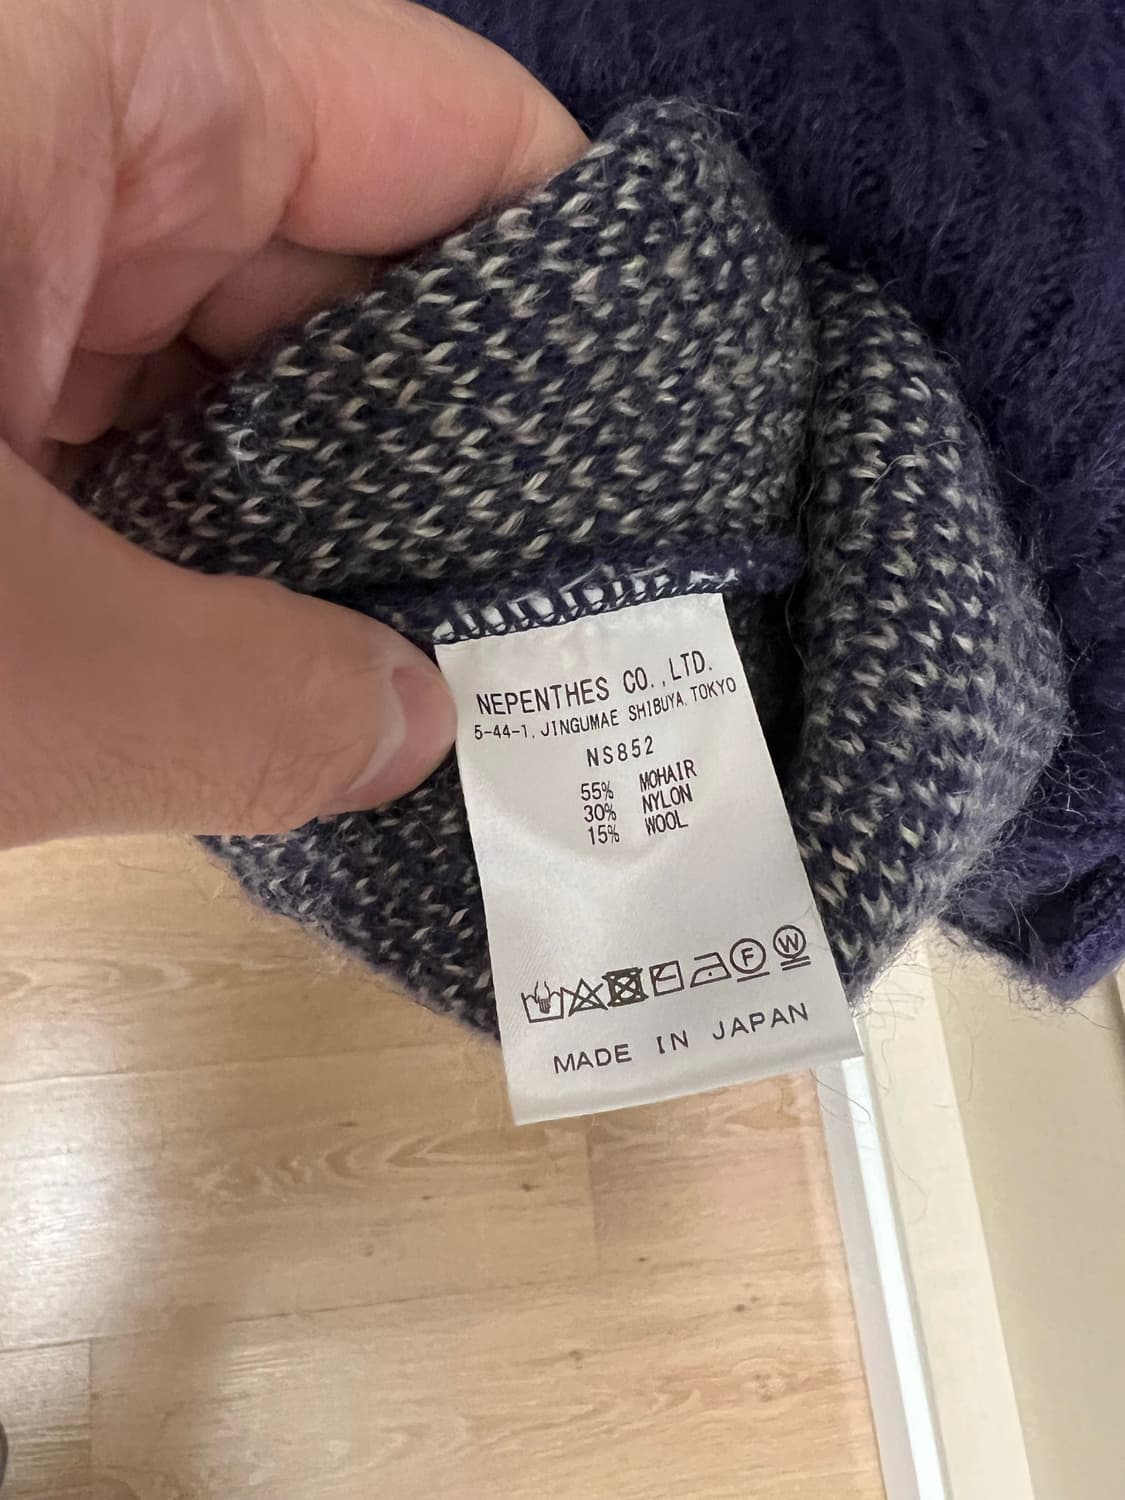 NEPENTHES CO.,LTD.
5-44-1, JINGUMAE SHIBUYA, TOKYO
NS852
55% MOHAIR
30% NYLON
15% WOOL
F W
MADE IN JAPAN